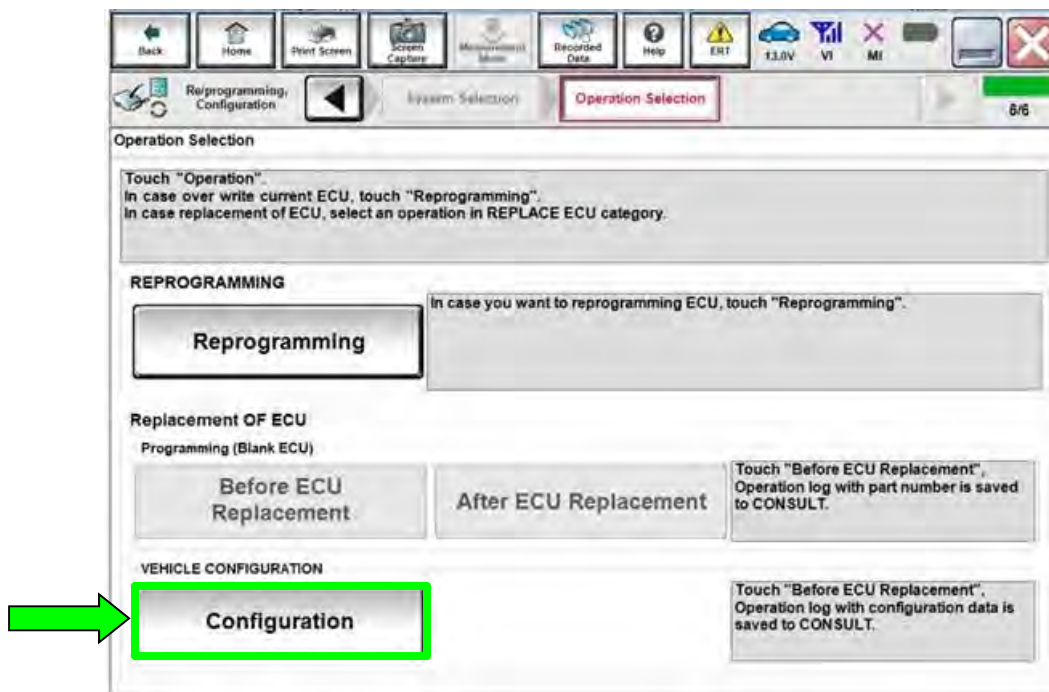 Back
Home
Print Screen
Screen
Capture
Measurement
Mode
Recorded
Data
Help
ERT
13.0V
VI
MI
Re/programming,
Configuration
System Selection
Operation Selection
6/6
Operation Selection
Touch "Operation".
In case over write current ECU, touch "Reprogramming".
In case replacement of ECU, select an operation in REPLACE ECU category.
REPROGRAMMING
Reprogramming
In case you want to reprogramming ECU, touch "Reprogramming".
Replacement OF ECU
Programming (Blank ECU)
Before ECU
Replacement
After ECU Replacement
Touch "Before ECU Replacement",
Operation log with part number is saved
to CONSULT.
VEHICLE CONFIGURATION
Configuration
Touch "Before ECU Replacement",
Operation log with configuration data is
saved to CONSULT.